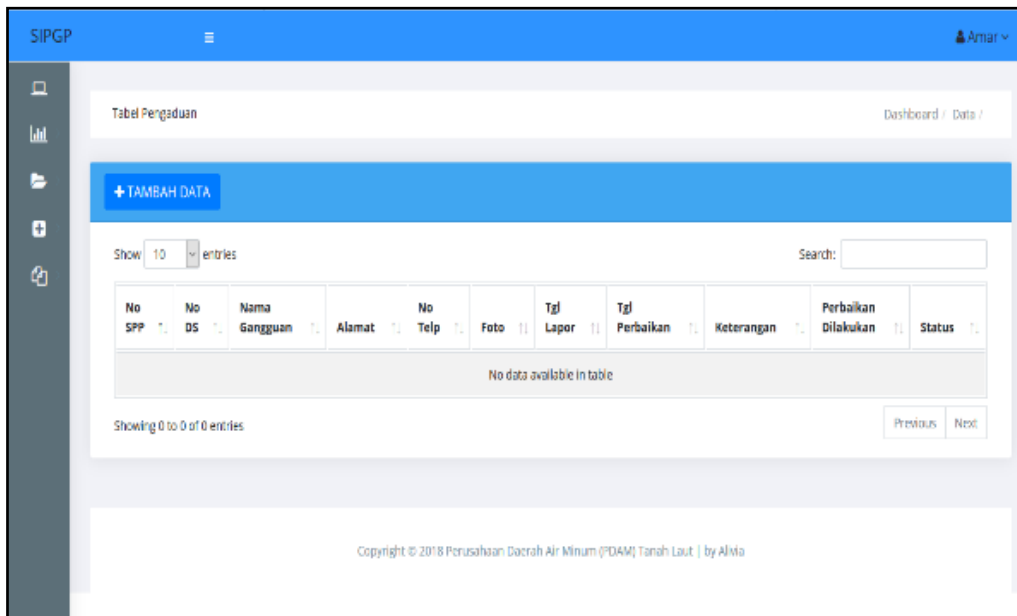 SIPGP
Amar
Tabel Pengaduan
Dashboard / Data /
+ TAMBAH DATA
Show 10 entries
Search:
No SPP No DS Nama Gangguan Alamat No Telp Foto Tgl Lapor Tgl Perbaikan Keterangan Perbaikan Dilakukan Status
No data available in table
Showing 0 to 0 of 0 entries
Previous Next
Copyright © 2018 Perusahaan Daerah Air Minum (PDAM) Tanah Laut | by Alivia